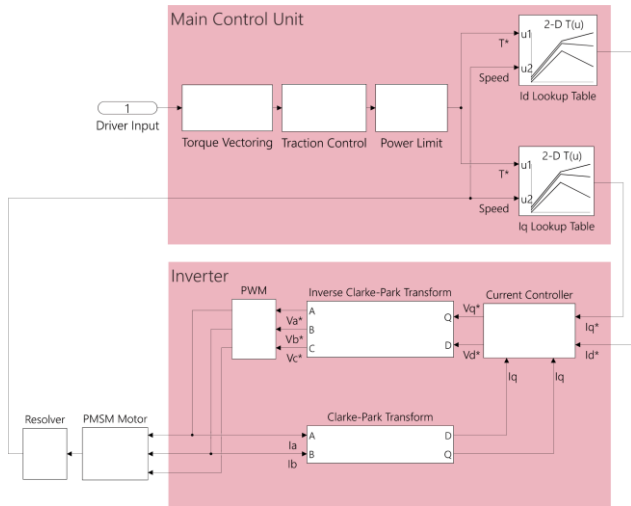 Main Control Unit
2-D T(u)
u1
T*
u2
Speed
Id Lookup Table
1
Driver Input
Torque Vectoring
Traction Control
Power Limit
2-D T(u)
u1
T*
u2
Speed
Iq Lookup Table
Inverter
PWM
Inverse Clarke-Park Transform
Current Controller
A
Va*
B
Vb*
C
Vc*
Q
D
Vq*
Vd*
Iq*
Id*
Iq
Iq
Resolver
PMSM Motor
Clarke-Park Transform
A
Ia
B
Ib
D
Q